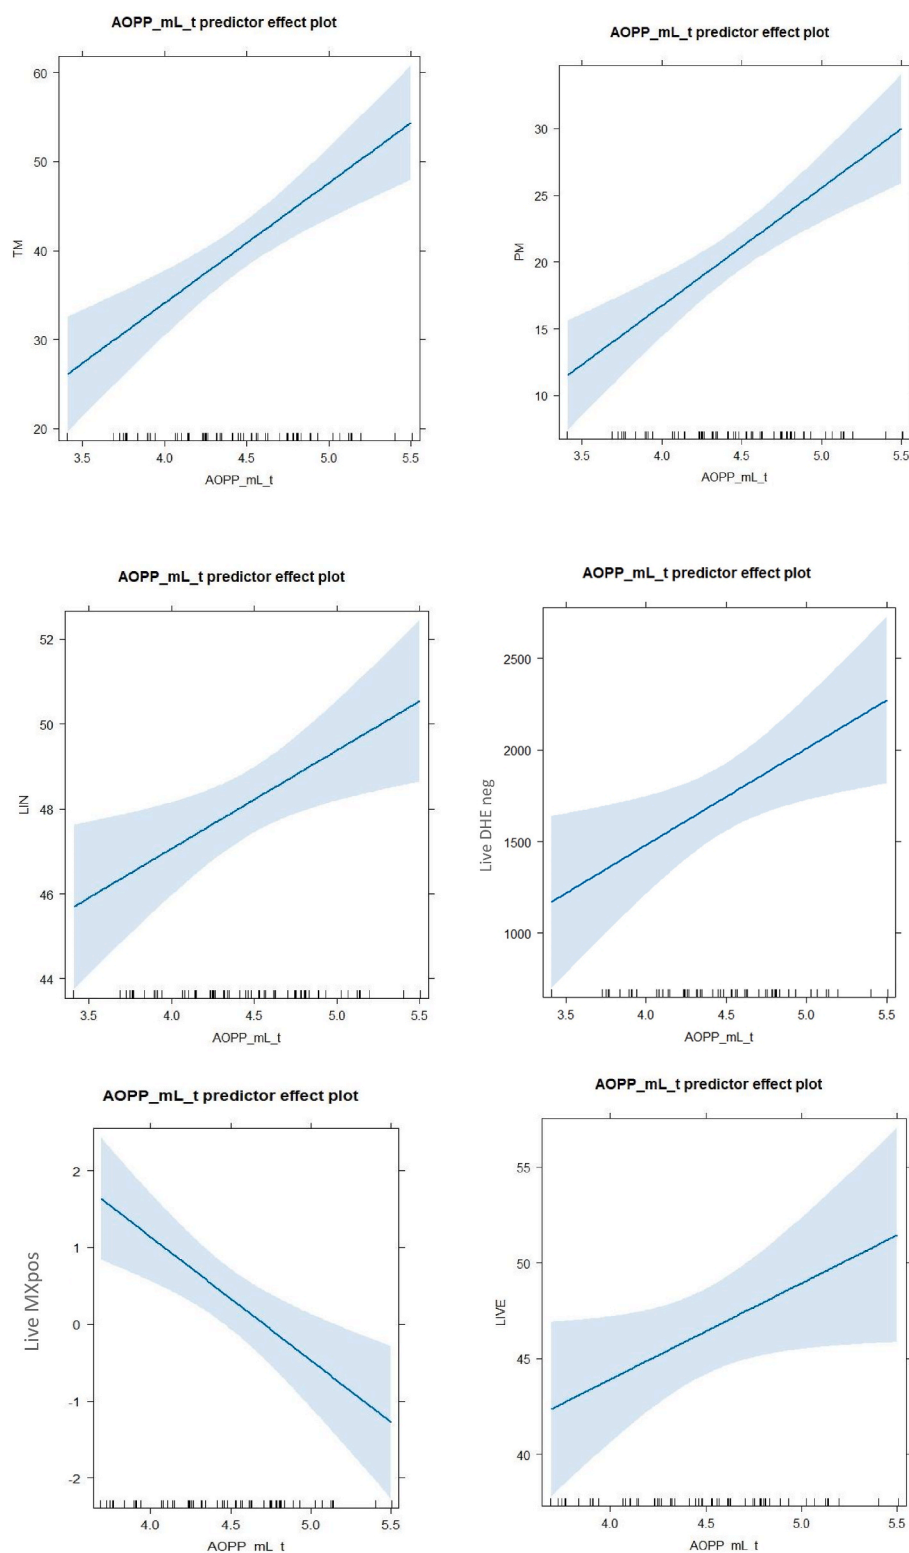 AOPP_mL_t predictor effect plot
60
50
40
30
20
TM
3.5 4.0 4.5 5.0 5.5
AOPP_mL_t
AOPP_mL_t predictor effect plot
30
25
20
15
10
PM
3.5 4.0 4.5 5.0 5.5
AOPP_mL_t
AOPP_mL_t predictor effect plot
52
50
48
46
44
LIN
3.5 4.0 4.5 5.0 5.5
AOPP_mL_t
AOPP_mL_t predictor effect plot
2500
2000
1500
1000
Live DHE neg
3.5 4.0 4.5 5.0 5.5
AOPP_mL_t
AOPP_mL_t predictor effect plot
2
1
0
-1
-2
Live MXpos
4.0 4.5 5.0 5.5
AOPP_mL_t
AOPP_mL_t predictor effect plot
55
50
45
40
LIVE
4.0 4.5 5.0 5.5
AOPP_mL_t